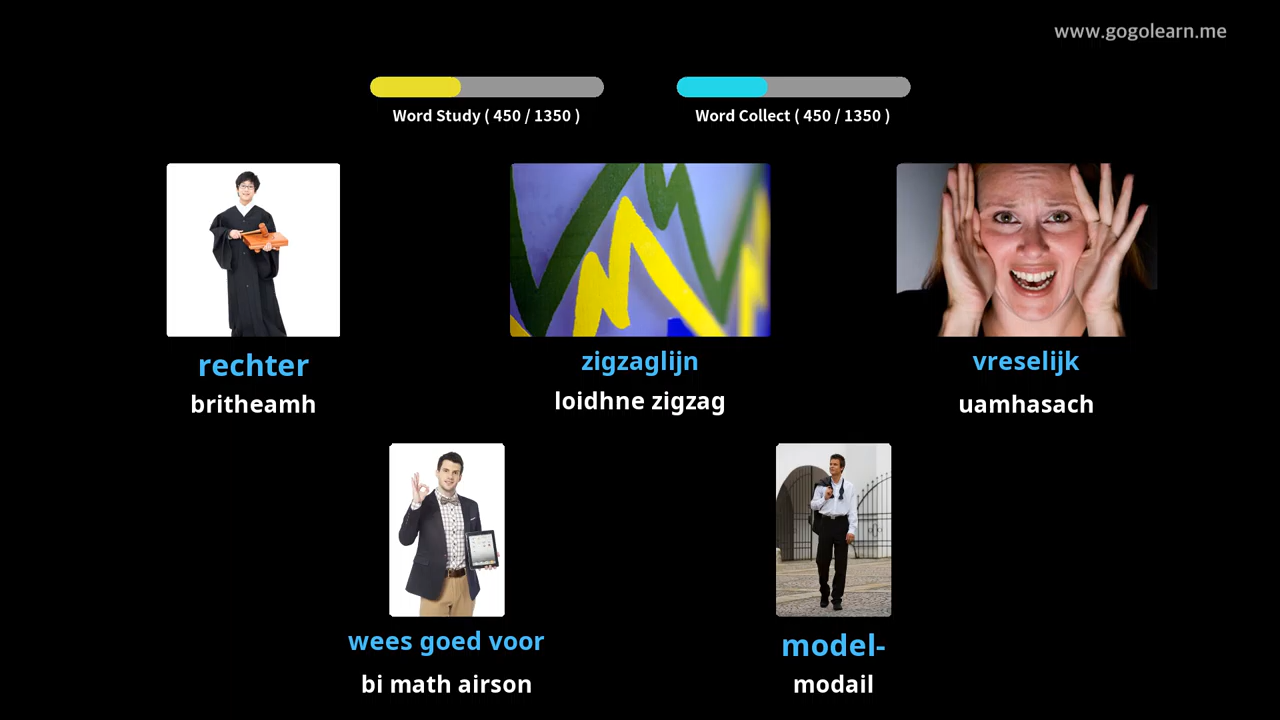 www.gogolearn.me
Word Study ( 450 / 1350 )
Word Collect ( 450 / 1350 )
rechter
britheamh
zigzaglijn
loidhne zigzag
vreselijk
uamhasach
wees goed voor
bi math airson
model-
modail